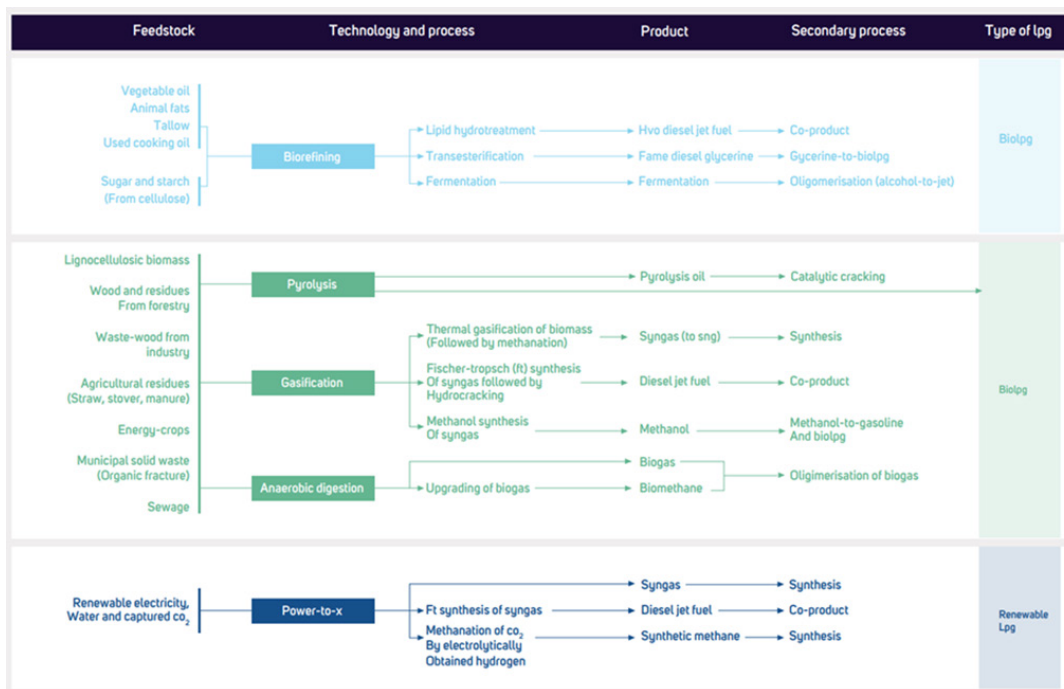 Feedstock
Technology and process
Product
Secondary process
Type of lpg
Vegetable oil
Animal fats
Tallow
Used cooking oil
Sugar and starch
(From cellulose)
Biorefining
Lipid hydrotreatment
Hvo diesel jet fuel
Co-product
Transesterification
Fame diesel glycerine
Gycerine-to-biolpg
Fermentation
Fermentation
Oligomerisation (alcohol-to-jet)
Biolpg
Lignocellulosic biomass
Wood and residues
From forestry
Waste-wood from
industry
Agricultural residues
(Straw, stover, manure)
Energy-crops
Municipal solid waste
(Organic fracture)
Sewage
Pyrolysis
Pyrolysis oil
Catalytic cracking
Gasification
Thermal gasification of biomass
(Followed by methanation)
Syngas (to sng)
Synthesis
Fischer-tropsch (ft) synthesis
Of syngas followed by
Hydrocracking
Diesel jet fuel
Co-product
Methanol synthesis
Of syngas
Methanol
Methanol-to-gasoline
And biolpg
Anaerobic digestion
Biogas
Upgrading of biogas
Biomethane
Oligimerisation of biogas
Biolpg
Renewable electricity,
Water and captured co₂
Power-to-x
Syngas
Synthesis
Ft synthesis of syngas
Diesel jet fuel
Co-product
Methanation of co₂
By electrolytically
Obtained hydrogen
Synthetic methane
Synthesis
Renewable
Lpg